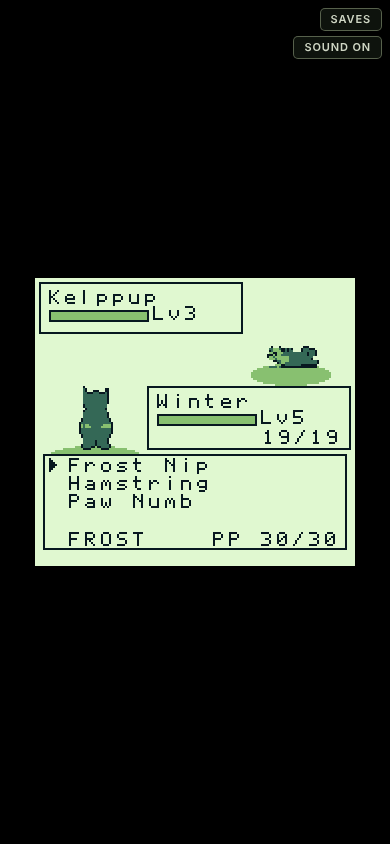 SAVES
SOUND ON
Kelppup
Lv3
Winter
Lv5
19/19
Frost Nip
Hamstring
Paw Numb
FROST PP 30/30